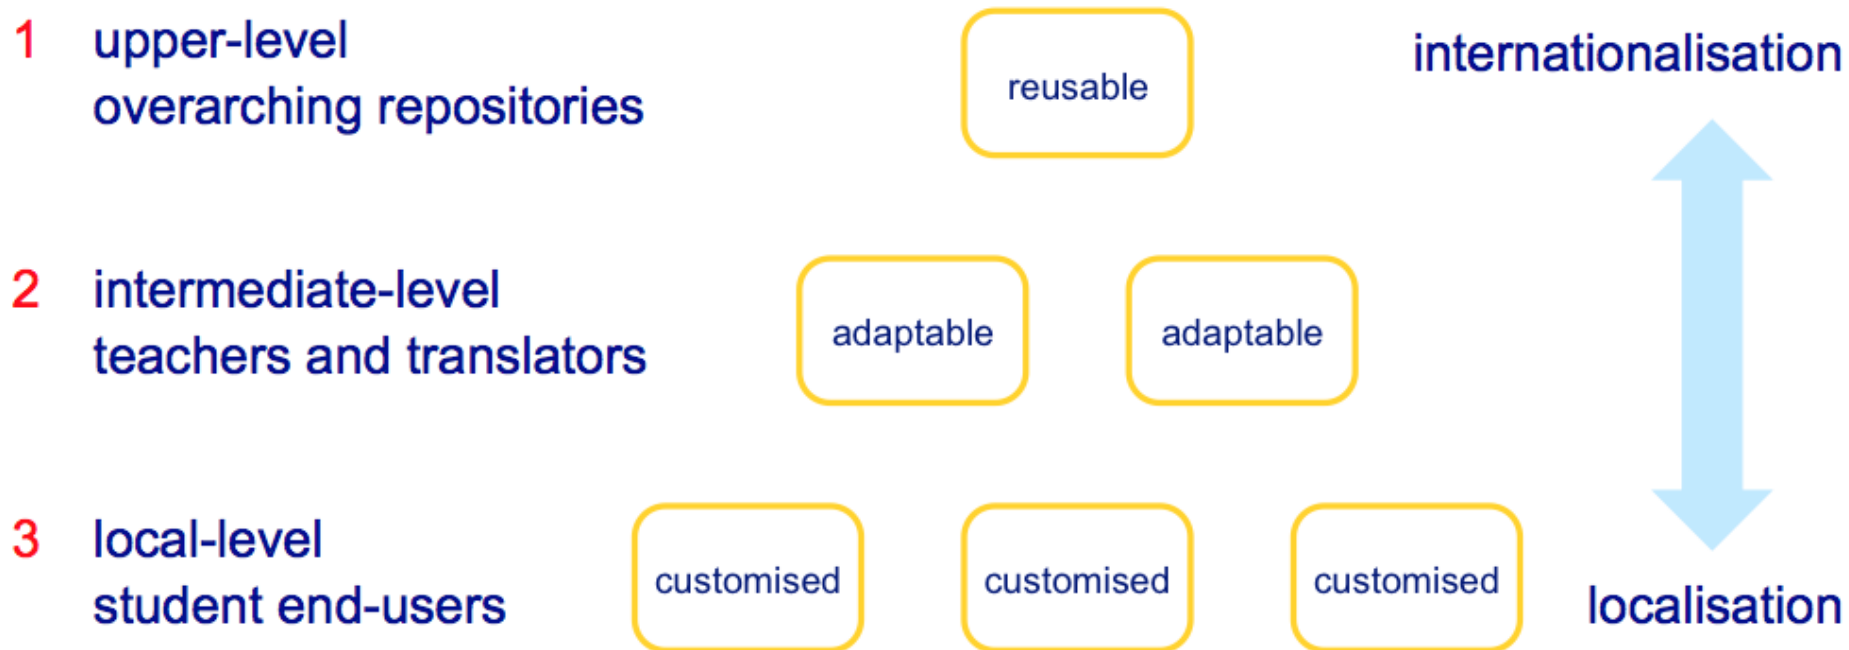 1 upper-level
overarching repositories
reusable
internationalisation
2 intermediate-level
teachers and translators
adaptable
adaptable
3 local-level
student end-users
customised
customised
customised
localisation